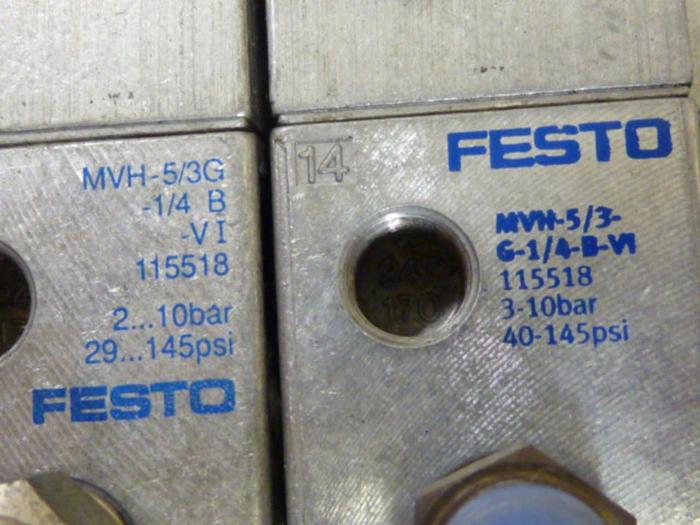 MVH-5/3G
-1/4 B
-VI
115518
2...10bar
29...145psi
FESTO
14
FESTO
MVH-5/3-
G-1/4-B-VI
115518
3-10bar
40-145psi
170